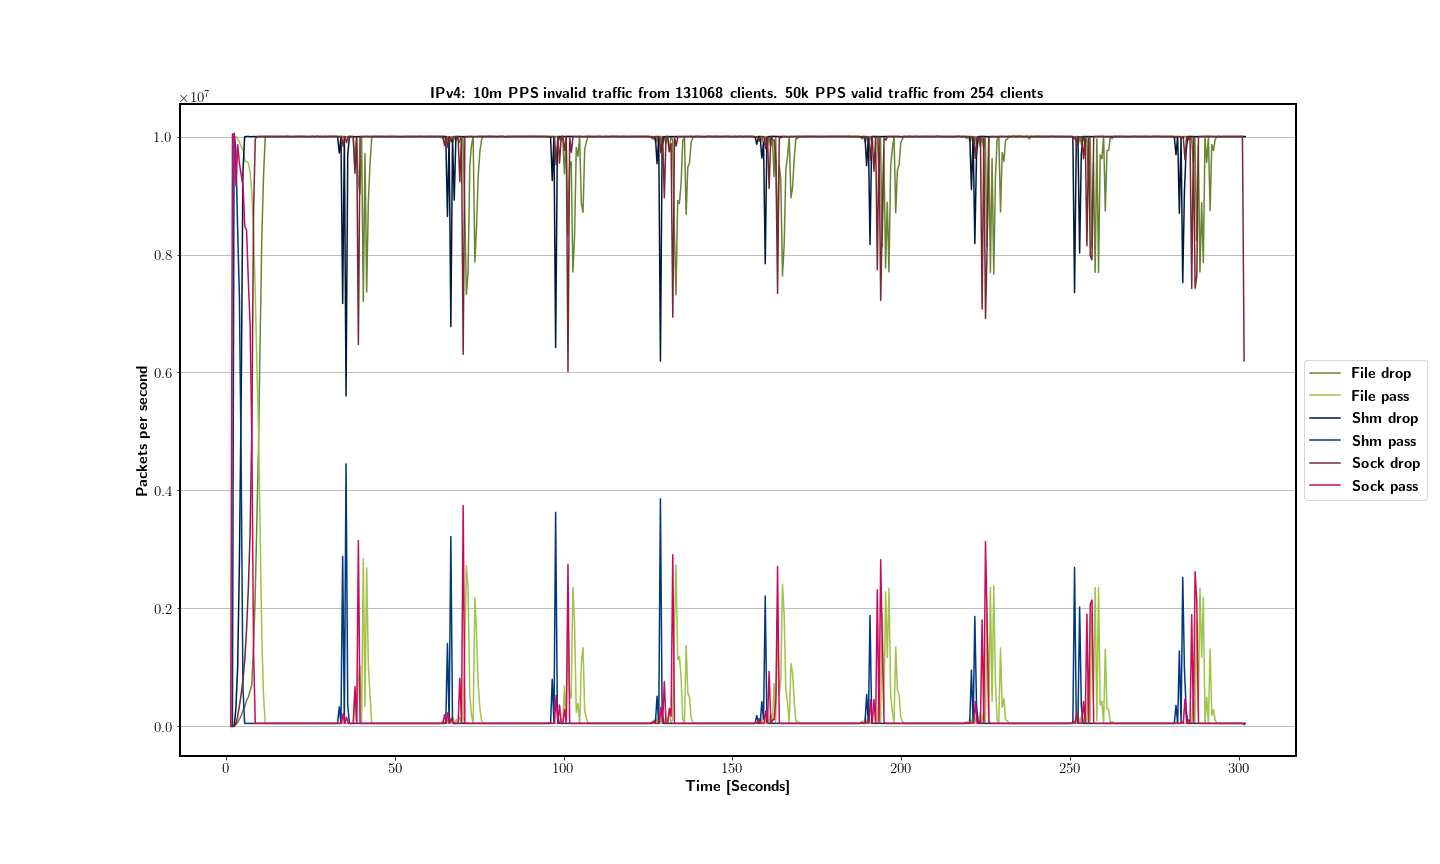 IPv4: 10m PPS invalid traffic from 131068 clients. 50k PPS valid traffic from 254 clients
×10⁷
1.0
0.8
0.6
0.4
0.2
0.0
Packets per second
0 50 100 150 200 250 300
Time [Seconds]
File drop
File pass
Shm drop
Shm pass
Sock drop
Sock pass